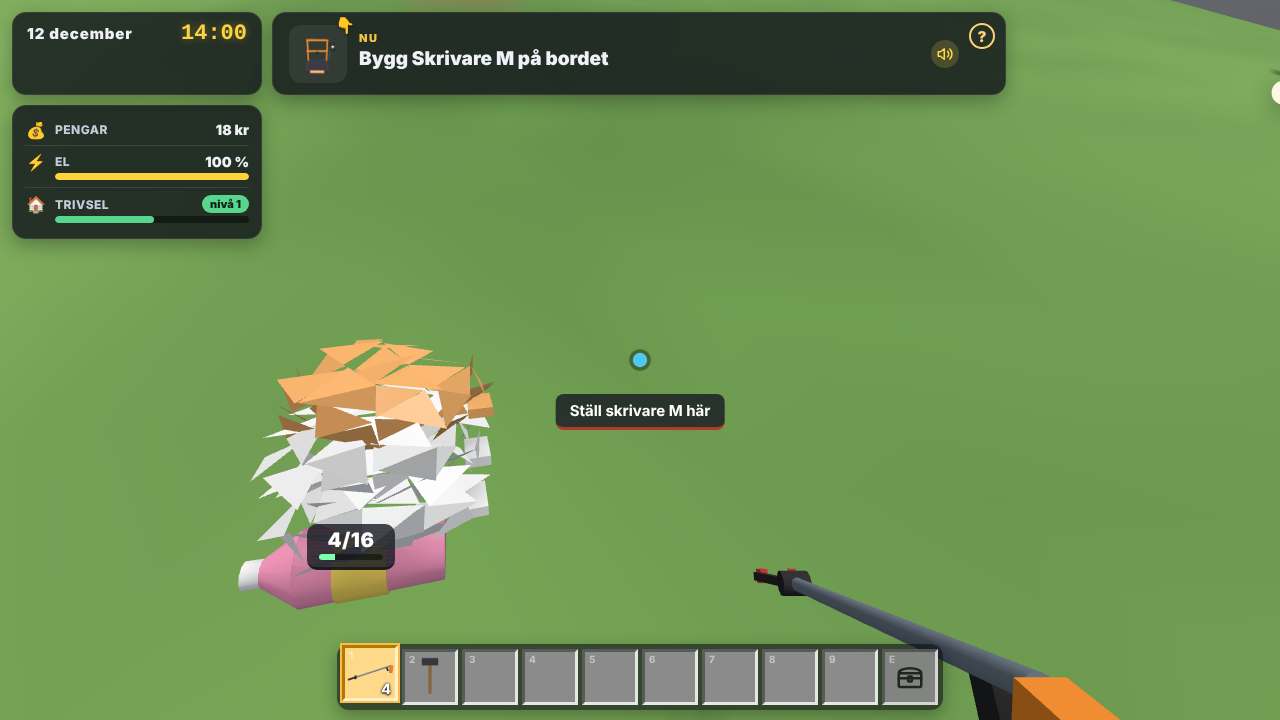 12 december 14:00
NU
Bygg Skrivare M på bordet
?
PENGAR 18 kr
EL 100 %
TRIVSEL nivå 1
Ställ skrivare M här
4/16
4
2 3 4 5 6 7 8 9 E